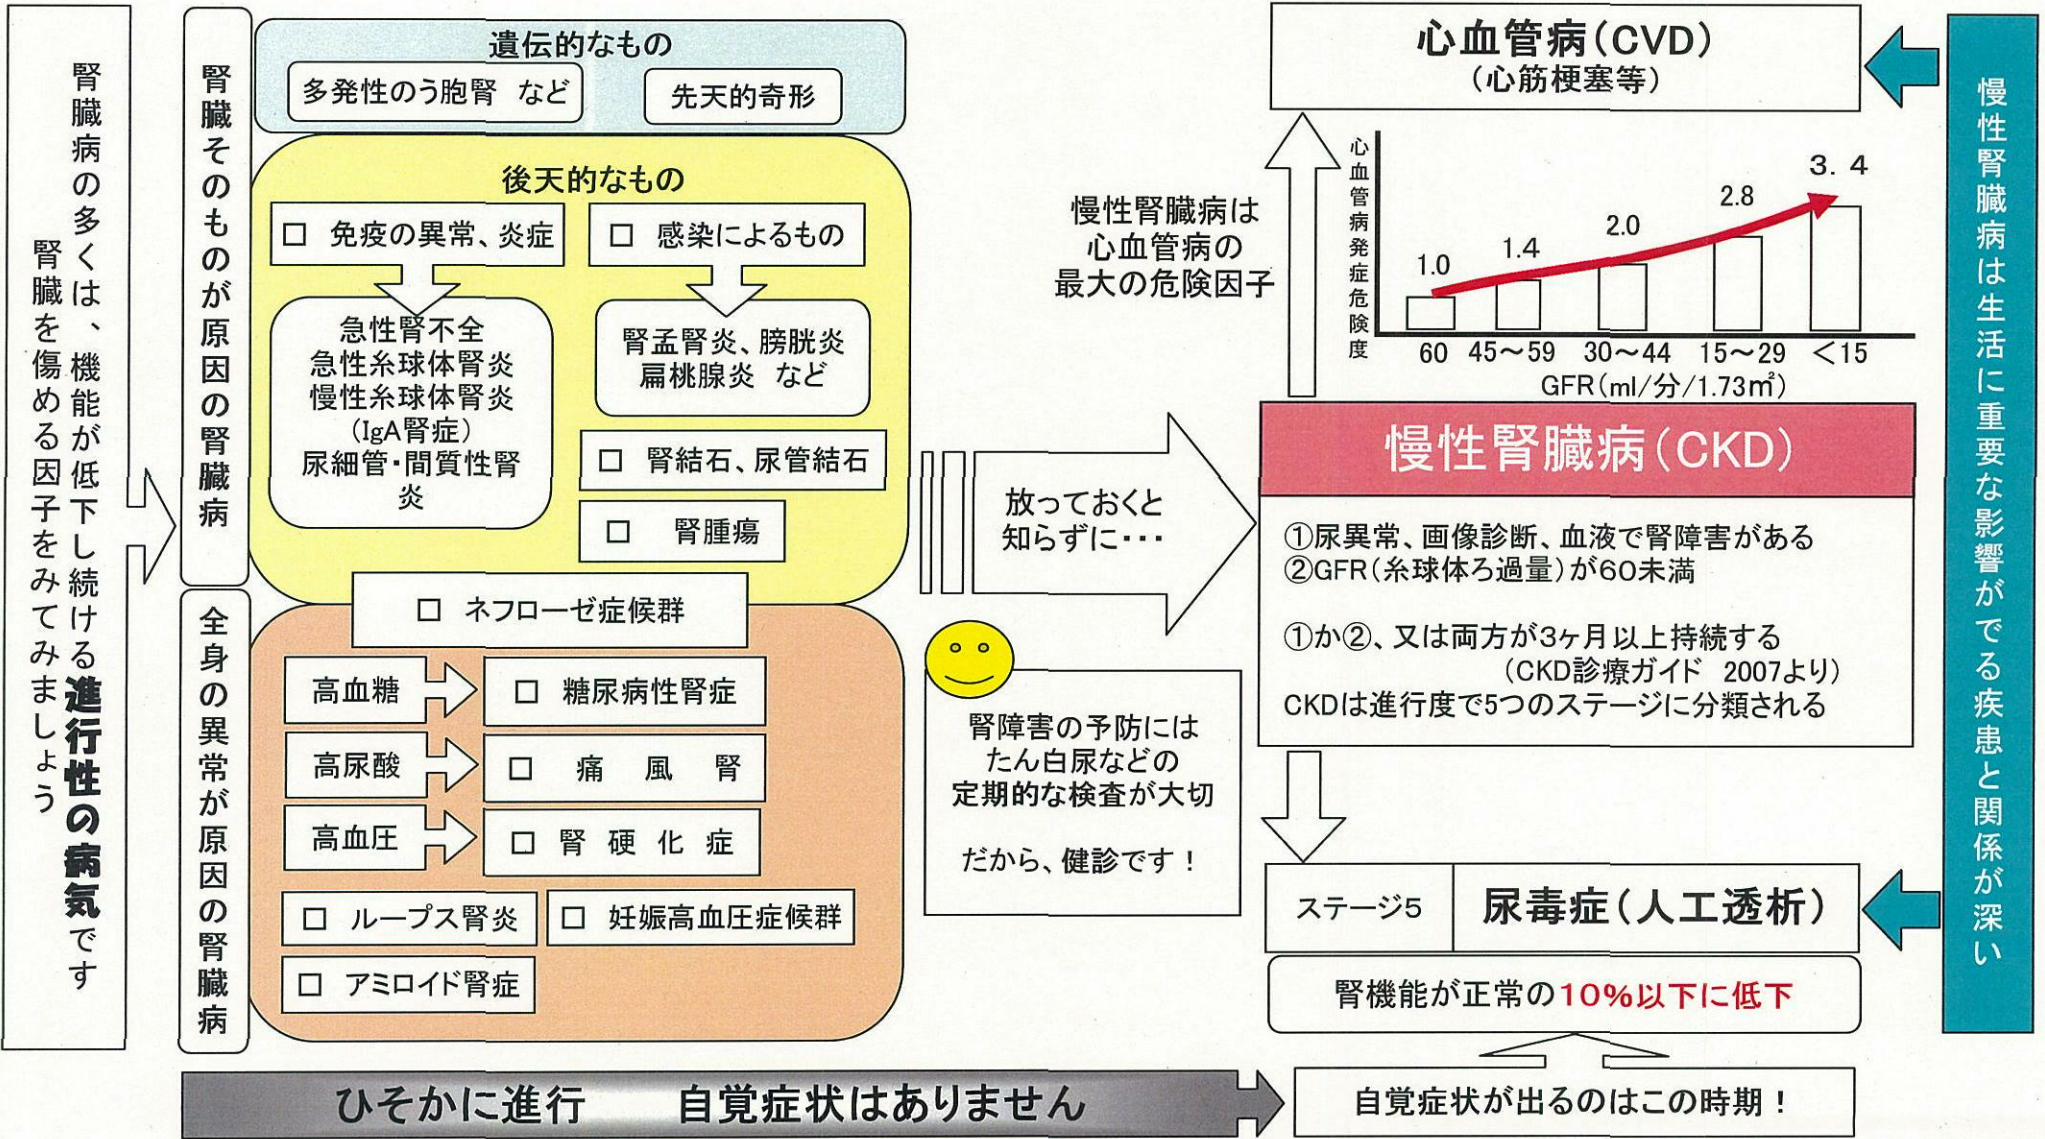 腎臓病の多くは、機能が低下し続ける進行性の病気です
腎臓を傷める因子をみてみましょう
腎臓そのものが原因の腎臓病
遺伝的なもの
多発性のう胞腎 など
先天的奇形
後天的なもの
□ 免疫の異常、炎症
急性腎不全
急性糸球体腎炎
慢性糸球体腎炎
(IgA腎症)
尿細管・間質性腎
炎
□ 感染によるもの
腎盂腎炎、膀胱炎
扁桃腺炎 など
□ 腎結石、尿管結石
□ 腎腫瘍
□ ネフローゼ症候群
全身の異常が原因の腎臓病
高血糖
□ 糖尿病性腎症
高尿酸
□ 痛風腎
高血圧
□ 腎硬化症
□ ループス腎炎
□ 妊娠高血圧症候群
□ アミロイド腎症
放っておくと
知らずに・・・
腎障害の予防には
たん白尿などの
定期的な検査が大切
だから、健診です!
心血管病(CVD)
(心筋梗塞等)
慢性腎臓病は
心血管病の
最大の危険因子
心血管病発症危険度
1.0
1.4
2.0
2.8
3.4
60 45~59 30~44 15~29 <15
GFR(ml/分/1.73㎡)
慢性腎臓病(CKD)
①尿異常、画像診断、血液で腎障害がある
②GFR(糸球体ろ過量)が60未満
①か②、又は両方が3ヶ月以上持続する
(CKD診療ガイド 2007より)
CKDは進行度で5つのステージに分類される
ステージ5
尿毒症(人工透析)
腎機能が正常の10%以下に低下
慢性腎臓病は生活に重要な影響がでる疾患と関係が深い
ひそかに進行 自覚症状はありません
自覚症状が出るのはこの時期!